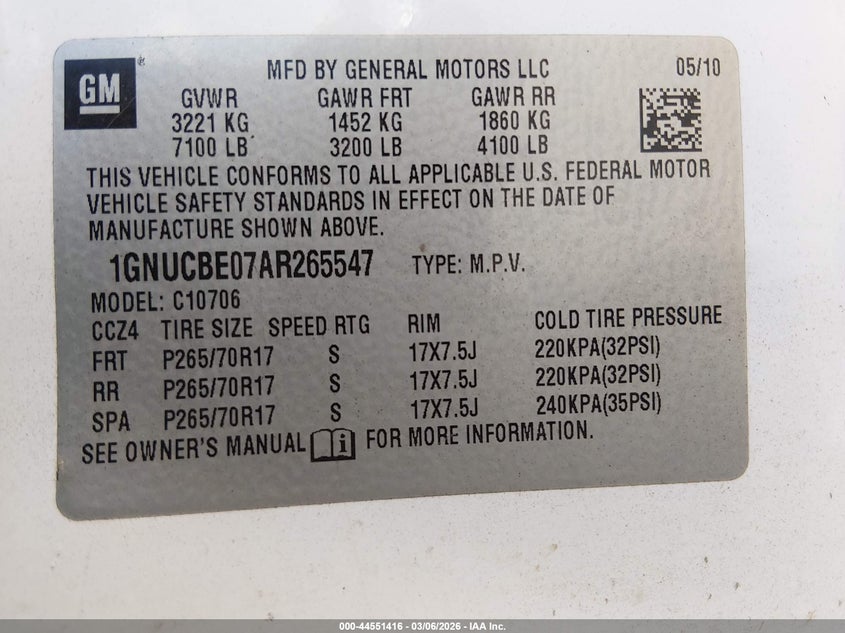 GM
MFD BY GENERAL MOTORS LLC 05/10
GVWR GAWR FRT GAWR RR
3221 KG 1452 KG 1860 KG
7100 LB 3200 LB 4100 LB
THIS VEHICLE CONFORMS TO ALL APPLICABLE U.S. FEDERAL MOTOR
VEHICLE SAFETY STANDARDS IN EFFECT ON THE DATE OF
MANUFACTURE SHOWN ABOVE.
1GNUCBE07AR265547 TYPE: M.P.V.
MODEL: C10706
CCZ4 TIRE SIZE SPEED RTG RIM COLD TIRE PRESSURE
FRT P265/70R17 S 17X7.5J 220KPA(32PSI)
RR P265/70R17 S 17X7.5J 220KPA(32PSI)
SPA P265/70R17 S 17X7.5J 240KPA(35PSI)
SEE OWNER'S MANUAL FOR MORE INFORMATION.
000-44551416 - 03/06/2026 - IAA Inc.